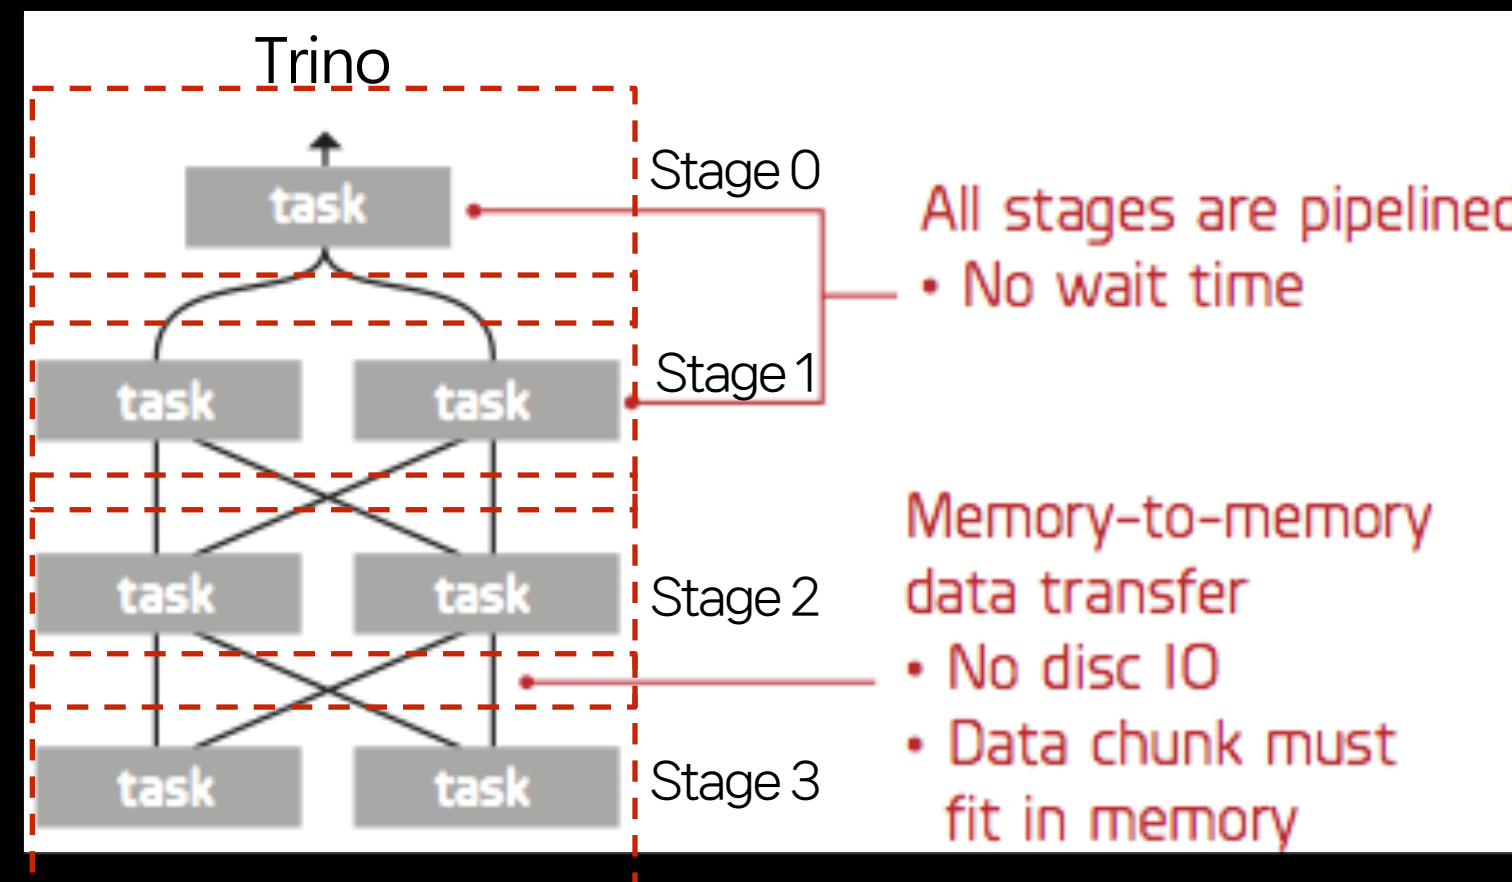 Trino
task
Stage 0
All stages are pipelined
• No wait time
task
task
Stage 1
Memory-to-memory
data transfer
• No disc IO
• Data chunk must
fit in memory
task
task
Stage 2
task
task
Stage 3